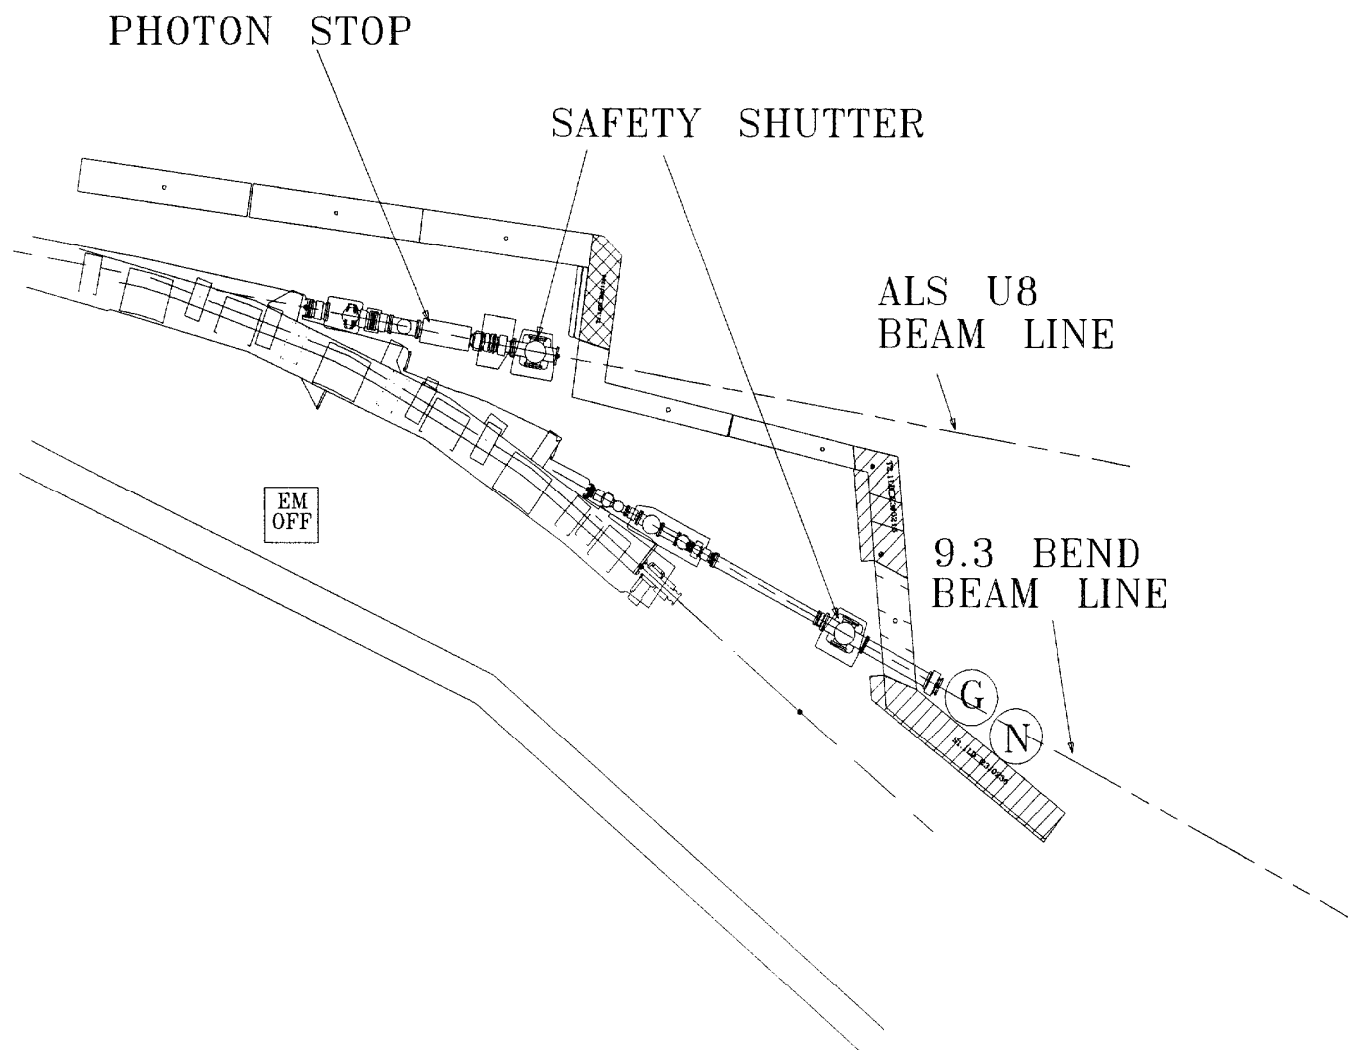 PHOTON STOP
SAFETY SHUTTER
ALS U8
BEAM LINE
EM
OFF
9.3 BEND
BEAM LINE
G
N